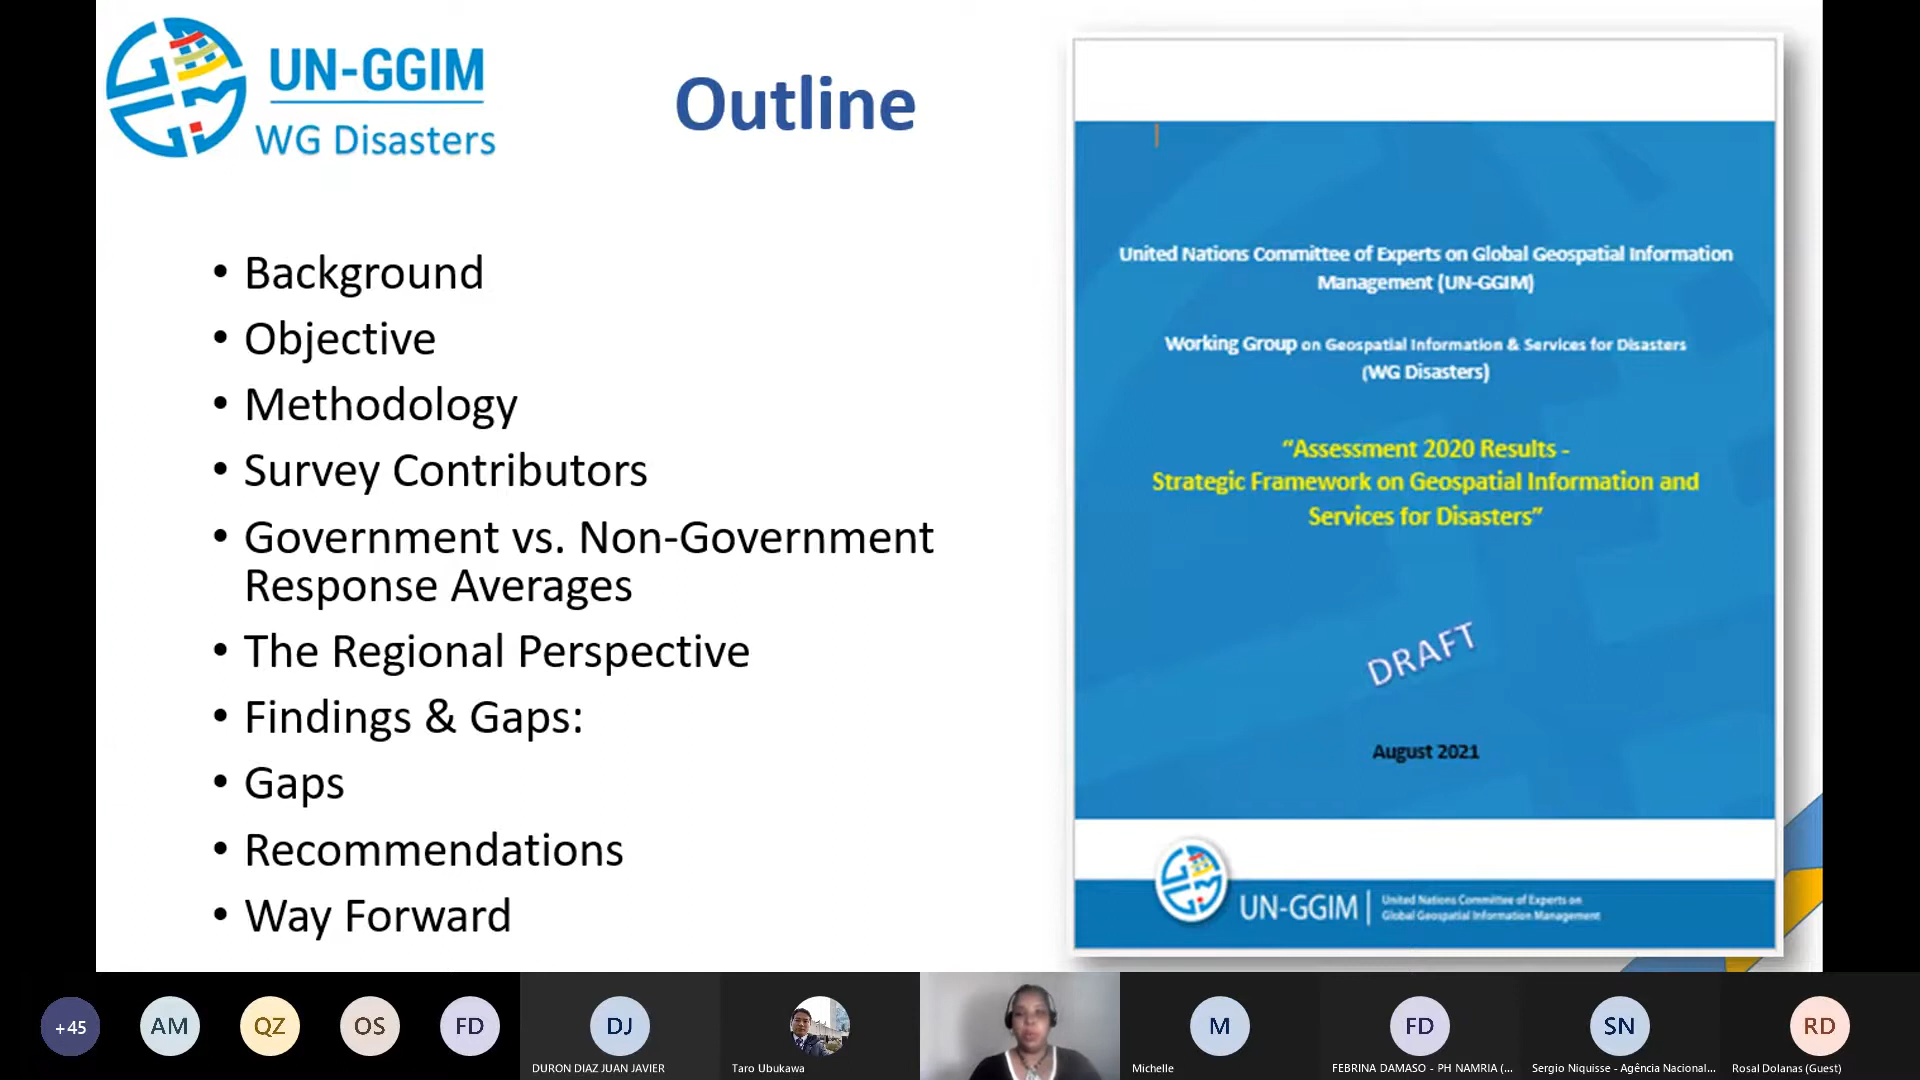 UN-GGIM
WG Disasters
Outline
• Background
• Objective
• Methodology
• Survey Contributors
• Government vs. Non-Government
Response Averages
• The Regional Perspective
• Findings & Gaps:
• Gaps
• Recommendations
• Way Forward
United Nations Committee of Experts on Global Geospatial Information
Management (UN-GGIM)
Working Group on Geospatial Information & Services for Disasters
(WG Disasters)
“Assessment 2020 Results -
Strategic Framework on Geospatial Information and
Services for Disasters”
DRAFT
August 2021
UN-GGIM
United Nations Committee of Experts on
Global Geospatial Information Management
+45
AM
QZ
OS
FD
DJ
DURON DIAZ JUAN JAVIER
Taro Ubukawa
M
Michelle
FD
FEBRINA DAMASO - PH NAMRIA (...
SN
Sergio Niquisse - Agência Nacional...
RD
Rosal Dolanas (Guest)